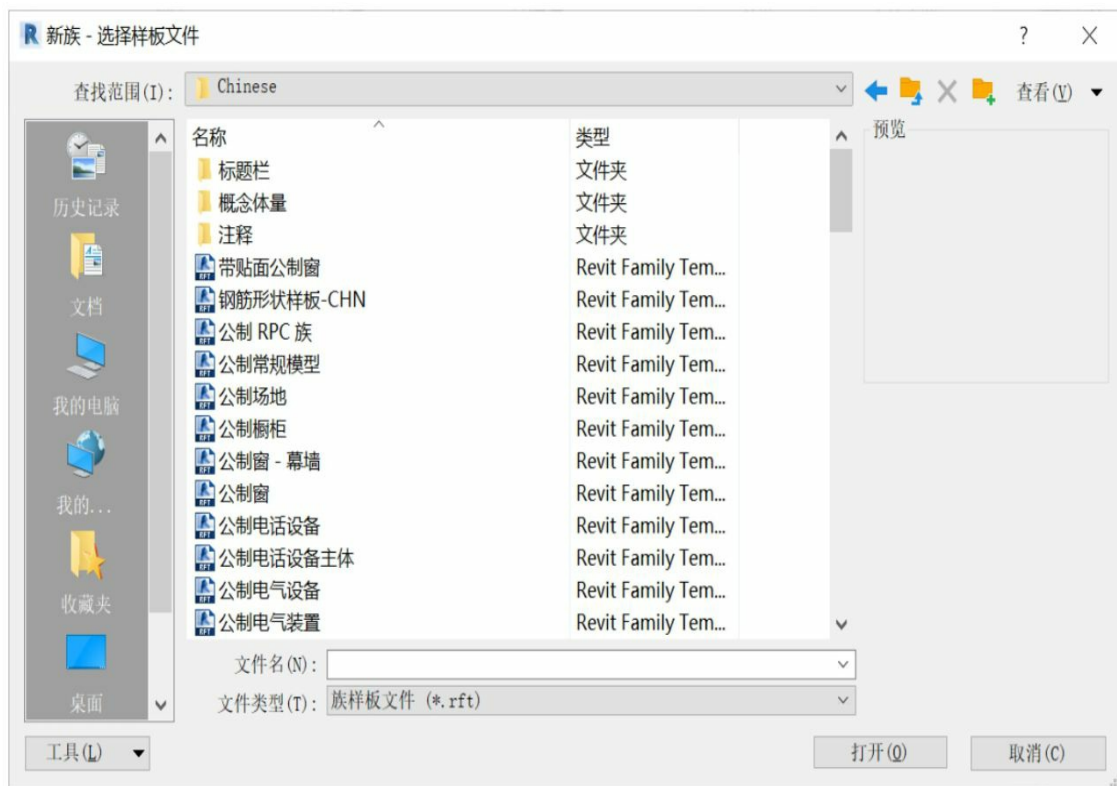 新族 - 选择样板文件
查找范围(I): Chinese 查看(V)
名称 类型 预览
标题栏 文件夹
概念体量 文件夹
注释 文件夹
带贴面公制窗 Revit Family Tem...
钢筋形状样板-CHN Revit Family Tem...
公制 RPC 族 Revit Family Tem...
公制常规模型 Revit Family Tem...
公制场地 Revit Family Tem...
公制橱柜 Revit Family Tem...
公制窗 - 幕墙 Revit Family Tem...
公制窗 Revit Family Tem...
公制电话设备 Revit Family Tem...
公制电话设备主体 Revit Family Tem...
公制电气设备 Revit Family Tem...
公制电气装置 Revit Family Tem...
历史记录
文档
我的电脑
我的...
收藏夹
桌面
文件名(N):
文件类型(T): 族样板文件 (*.rft)
工具(L) 打开(O) 取消(C)